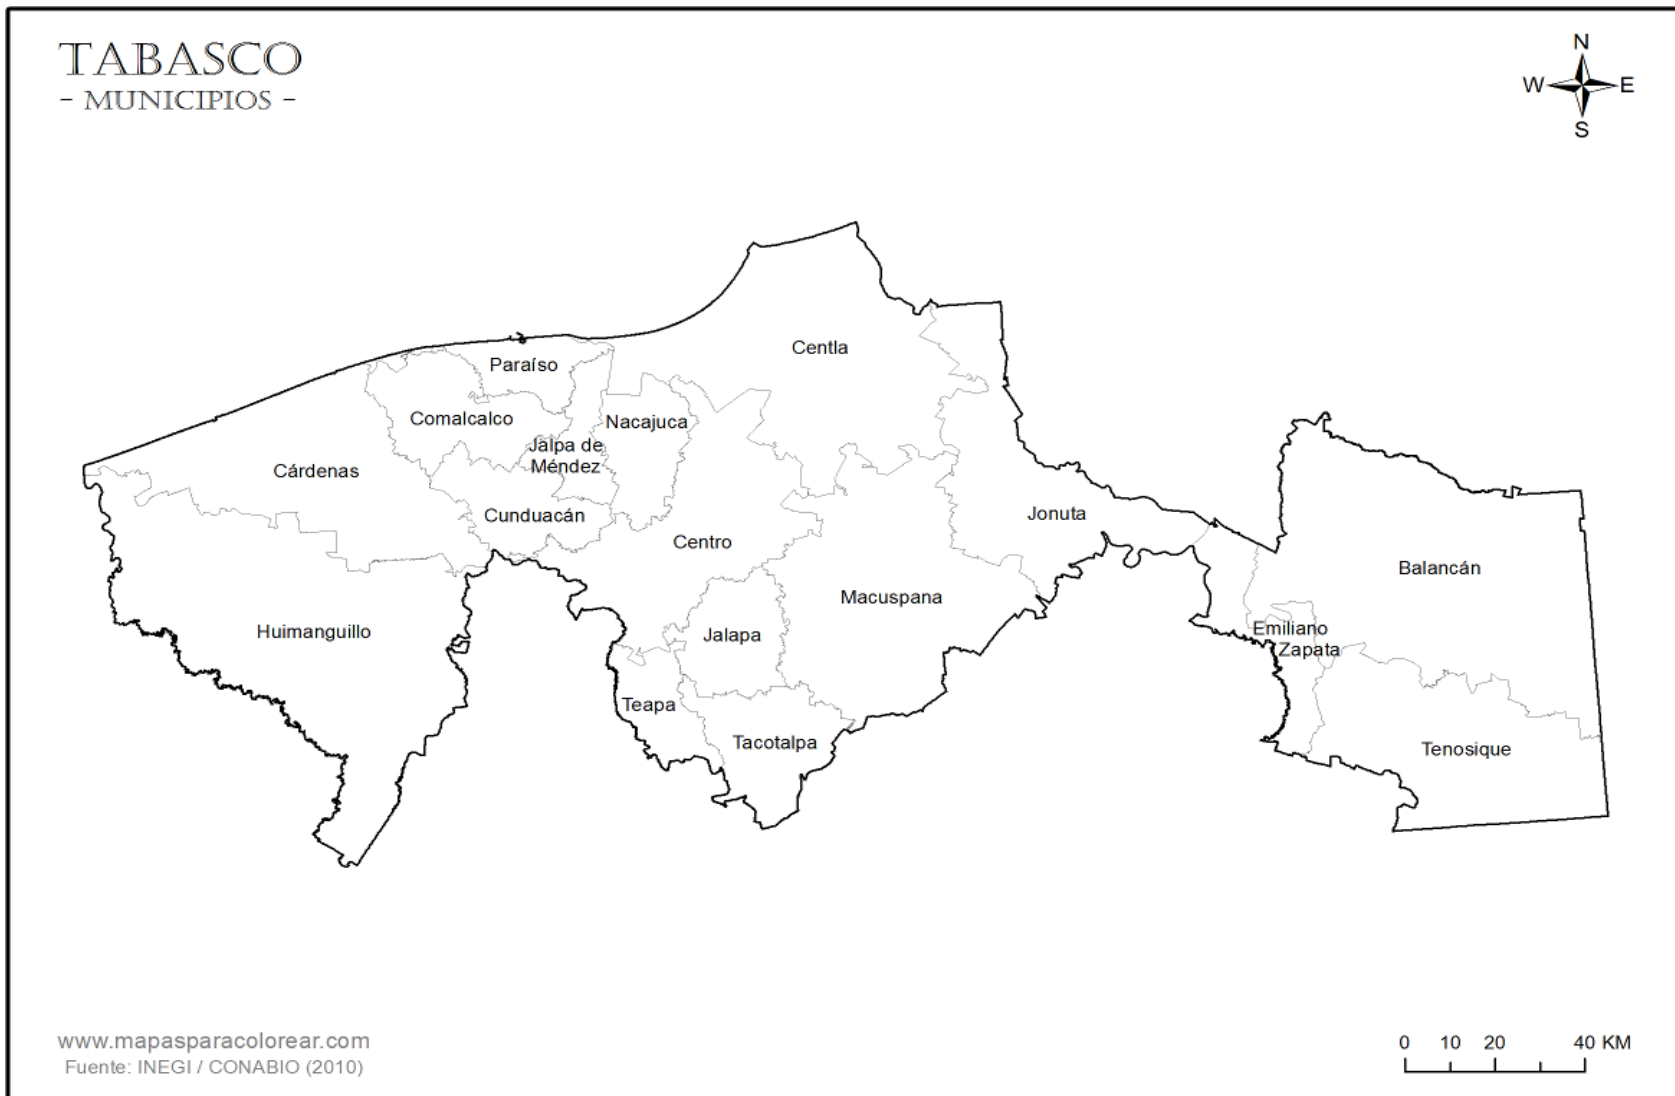 TABASCO
- MUNICIPIOS -
N
W E
S
Centla
Paraíso
Comalcalco
Nacajuca
Jalpa de
Méndez
Cárdenas
Cunduacán
Jonuta
Centro
Balancán
Macuspana
Huimanguillo
Jalapa
Emiliano
Zapata
Teapa
Tacotalpa
Tenosique
www.mapasparacolorear.com
Fuente: INEGI / CONABIO (2010)
0 10 20 40 KM